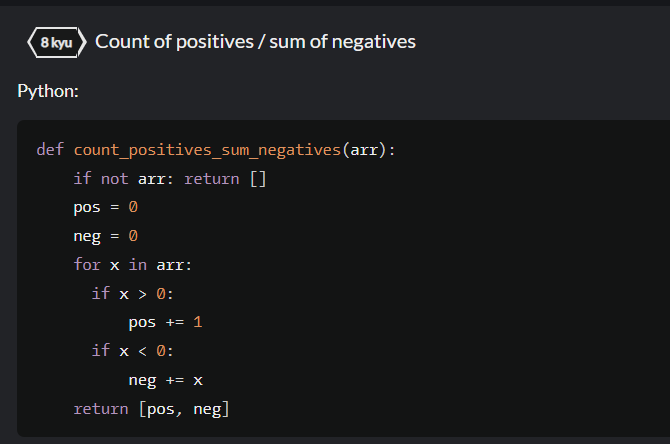 8 kyu Count of positives / sum of negatives
Python:
def count_positives_sum_negatives(arr):
    if not arr: return []
    pos = 0
    neg = 0
    for x in arr:
      if x > 0:
          pos += 1
      if x < 0:
          neg += x
    return [pos, neg]